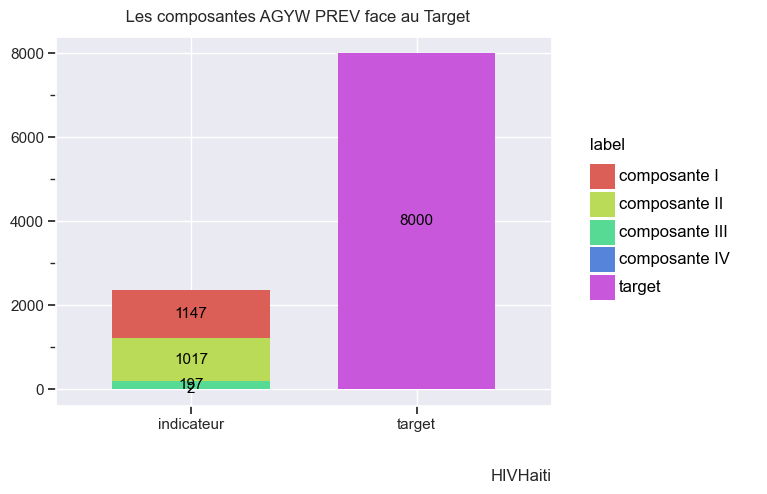 Les composantes AGYW PREV face au Target
8000
6000
4000
2000
0
1147
1017
197
2
8000
indicateur
target
label
composante I
composante II
composante III
composante IV
target
HIVHaiti